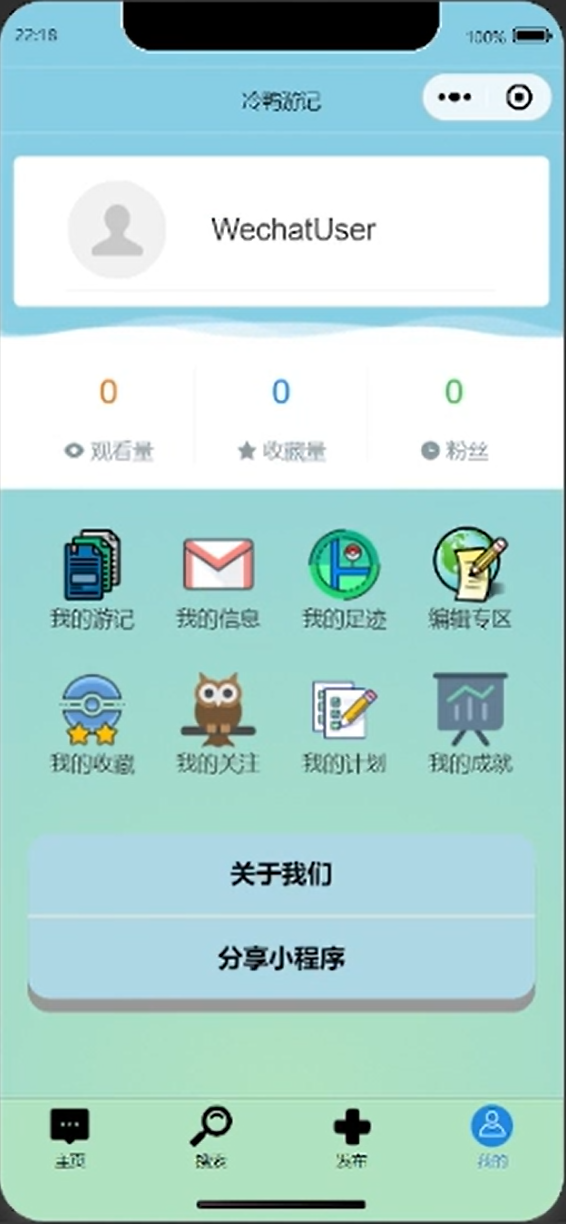 22:18
100%
冷鸭游记
WechatUser
0
0
0
观看量
收藏量
粉丝
我的游记
我的信息
我的足迹
编辑专区
我的收藏
我的关注
我的计划
我的成就
关于我们
分享小程序
主页
搜索
发布
我的